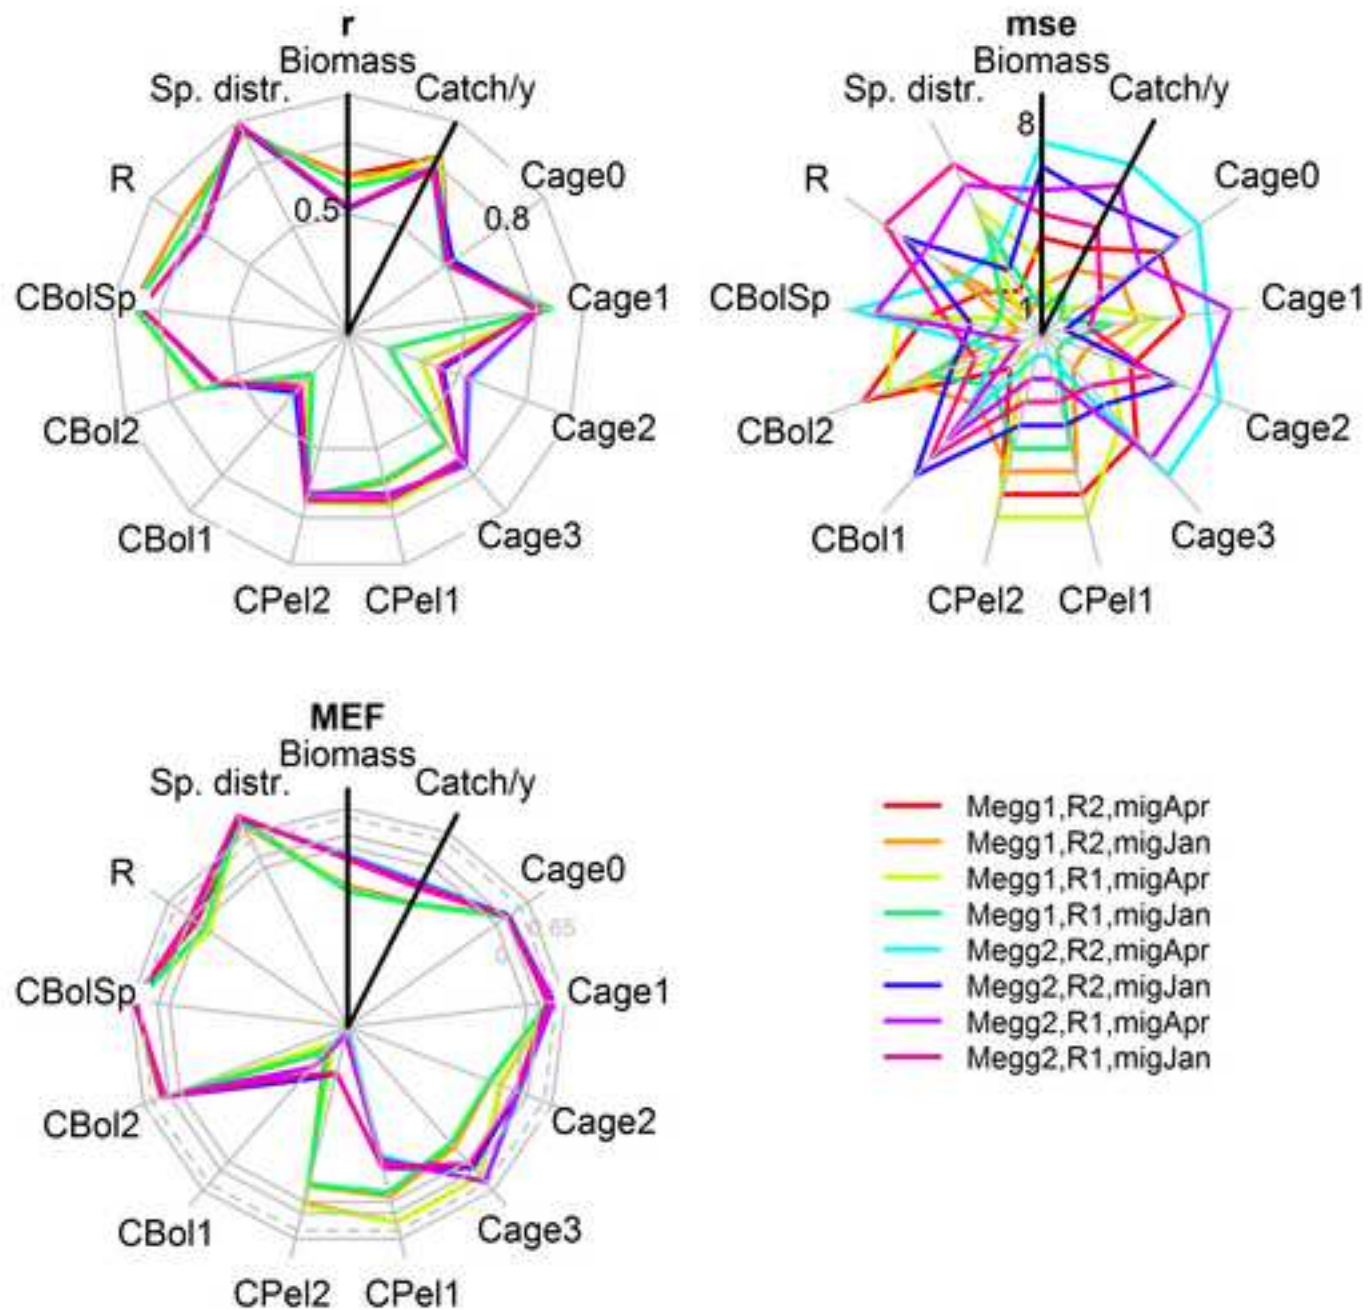 r
Biomass
Sp. distr.
Catch/y
R
Cage0
0.5
0.8
CBolSp
Cage1
CBol2
Cage2
CBol1
Cage3
CPel2
CPel1
mse
Biomass
Sp. distr.
Catch/y
8
R
Cage0
CBolSp
1
Cage1
CBol2
Cage2
CBol1
Cage3
CPel2
CPel1
MEF
Biomass
Sp. distr.
Catch/y
R
Cage0
0.65
0
CBolSp
Cage1
CBol2
Cage2
CBol1
Cage3
CPel2
CPel1
Megg1,R2,migApr
Megg1,R2,migJan
Megg1,R1,migApr
Megg1,R1,migJan
Megg2,R2,migApr
Megg2,R2,migJan
Megg2,R1,migApr
Megg2,R1,migJan